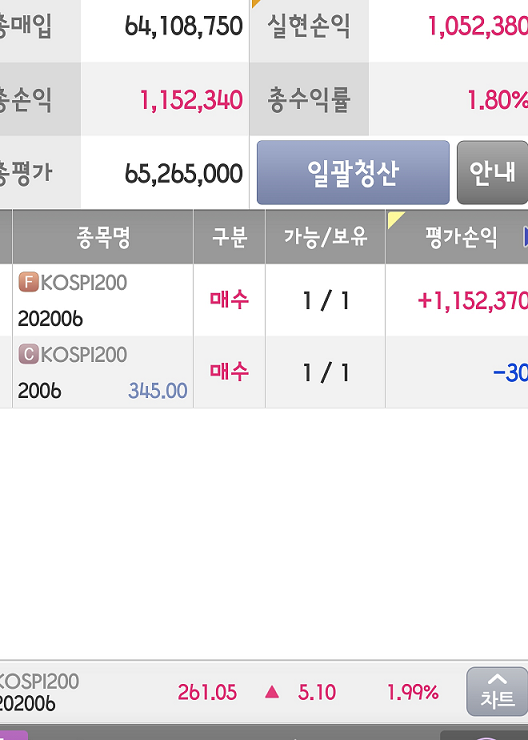 총매입 64,108,750 실현손익 1,052,380
총손익 1,152,340 총수익률 1.80%
총평가 65,265,000 일괄청산 안내
종목명 구분 가능/보유 평가손익
F KOSPI200 매수 1 / 1 +1,152,370
202006
C KOSPI200 매수 1 / 1 -30
2006 345.00
KOSPI200 261.05 ▲ 5.10 1.99% 차트
202006